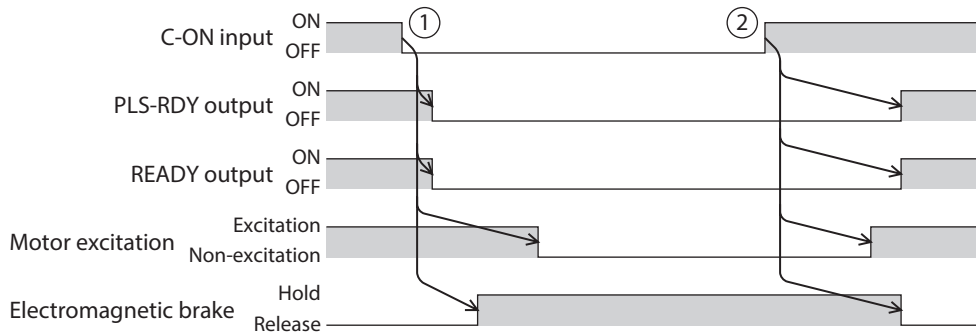 ① ②
C-ON input ON
OFF
PLS-RDY output ON
OFF
READY output ON
OFF
Motor excitation Excitation
Non-excitation
Electromagnetic brake Hold
Release